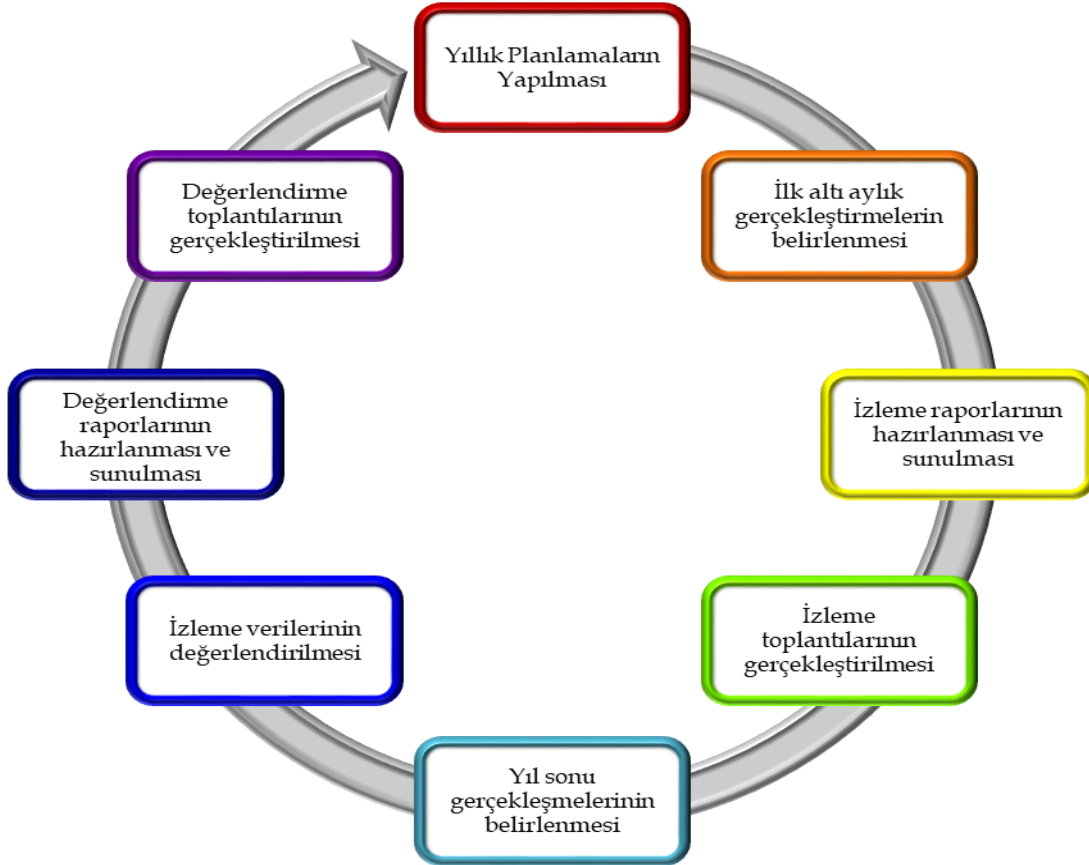 Yıllık Planlamaların
Yapılması
İlk altı aylık
gerçekleştirmelerin
belirlenmesi
İzleme raporlarının
hazırlanması ve
sunulması
İzleme
toplantılarının
gerçekleştirilmesi
Yıl sonu
gerçekleşmelerinin
belirlenmesi
İzleme verilerinin
değerlendirilmesi
Değerlendirme
raporlarının
hazırlanması ve
sunulması
Değerlendirme
toplantılarının
gerçekleştirilmesi